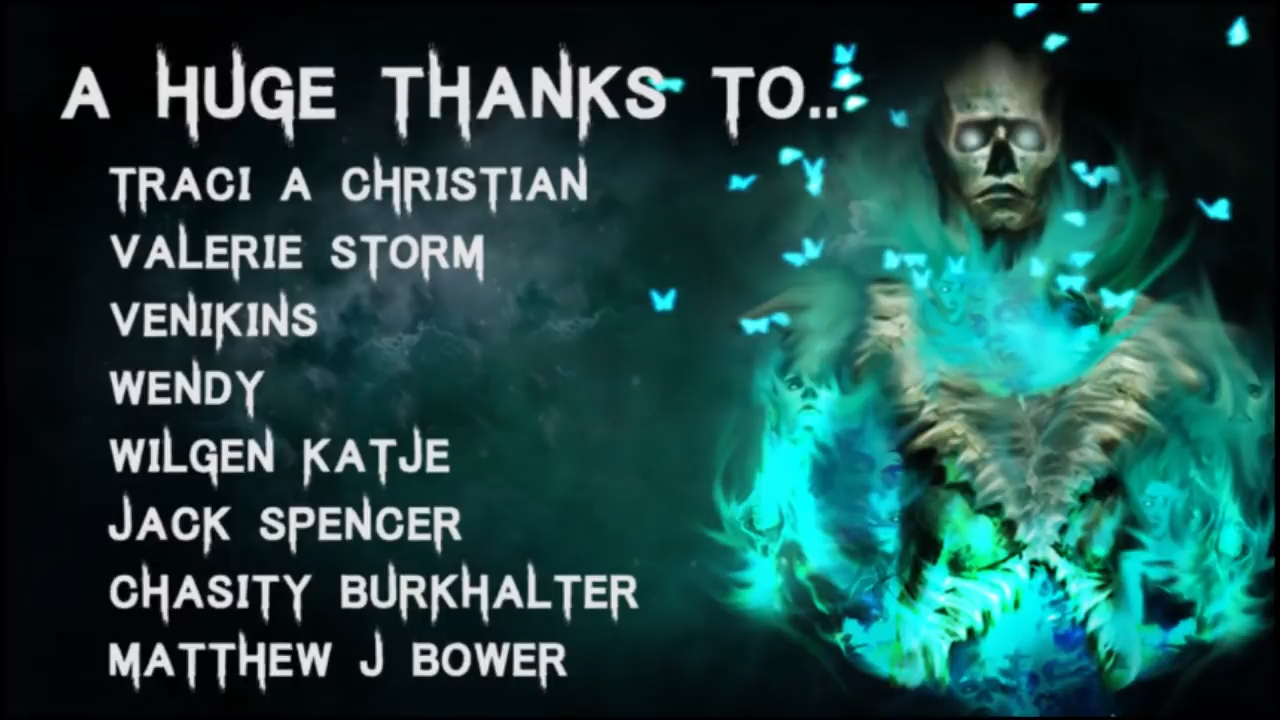 A HUGE THANKS TO..
TRACI A CHRISTIAN
VALERIE STORM
VENIKINS
WENDY
WILGEN KATJE
JACK SPENCER
CHASITY BURKHALTER
MATTHEW J BOWER